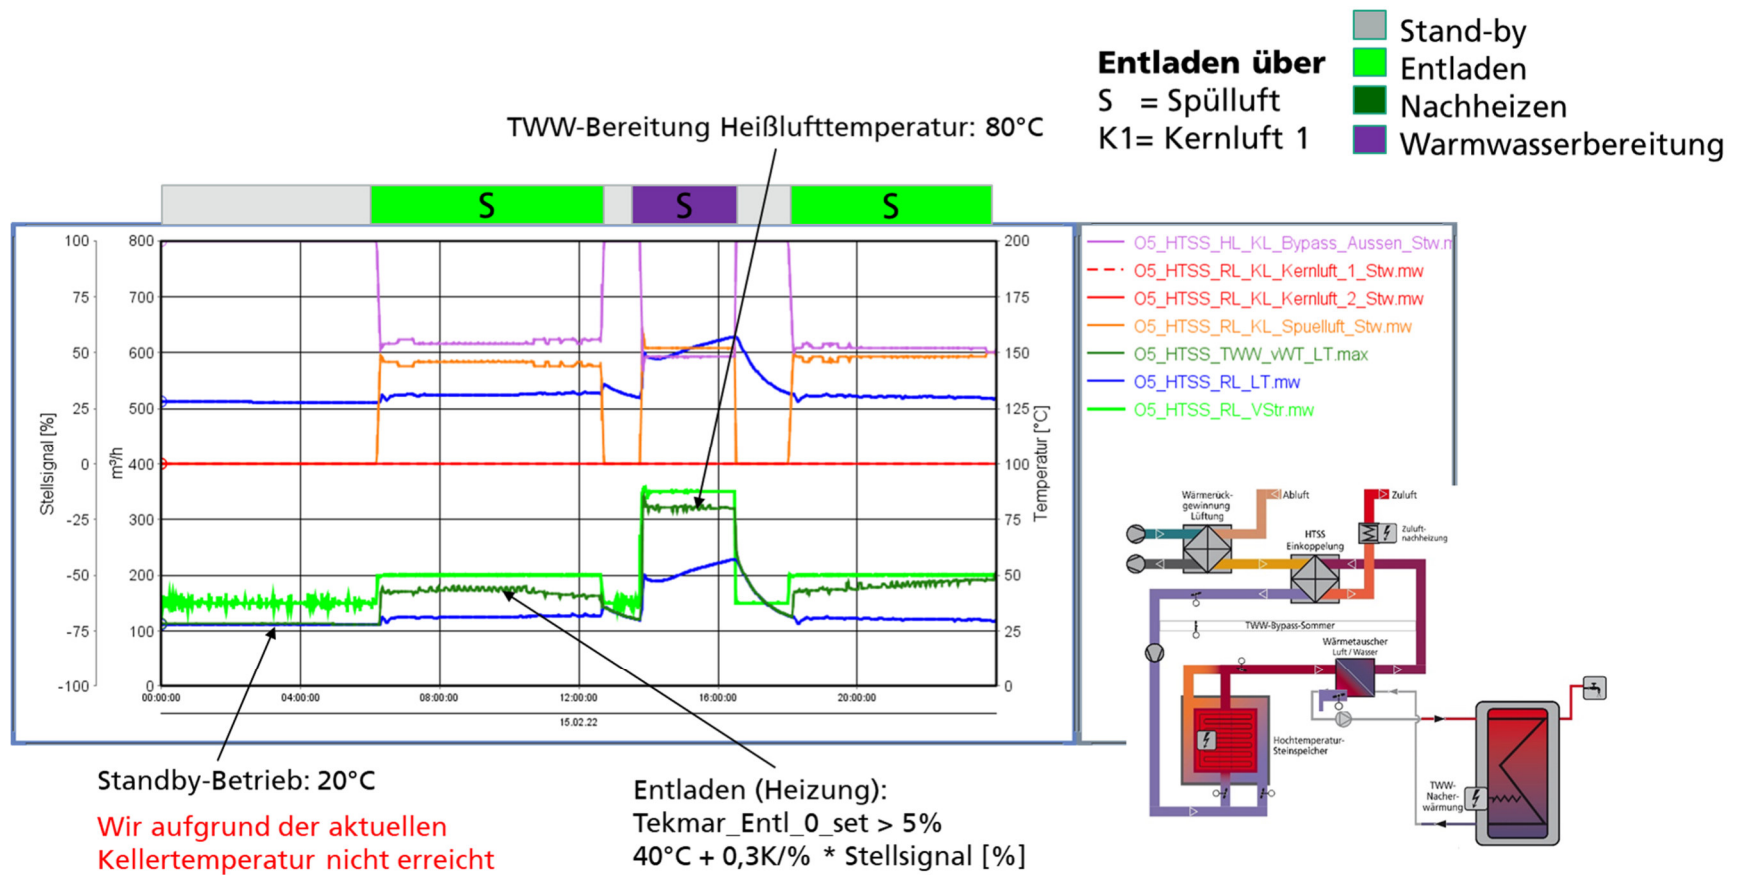 Entladen über
S = Spülluft
K1= Kernluft 1
Stand-by
Entladen
Nachheizen
Warmwasserbereitung
TWW-Bereitung Heißlufttemperatur: 80°C
S
S
S
Stellsignal [%]
100
75
50
25
0
-25
-50
-75
-100
m³/h
800
700
600
500
400
300
200
100
0
200
175
150
125
100
75
50
25
0
Temperatur [°C]
00:00:00
04:00:00
08:00:00
12:00:00
16:00:00
20:00:00
15.02.22
O5_HTSS_HL_KL_Bypass_Aussen_Stw.m
O5_HTSS_RL_KL_Kernluft_1_Stw.mw
O5_HTSS_RL_KL_Kernluft_2_Stw.mw
O5_HTSS_RL_KL_Spuelluft_Stw.mw
O5_HTSS_TWW_vWT_LT.max
O5_HTSS_RL_LT.mw
O5_HTSS_RL_VStr.mw
Wärmerück-
gewinnung
Lüftung
Abluft
Zuluft
HTSS
Einkoppelung
Zuluft-
nachheizung
TWW-Bypass-Sommer
Wärmetauscher
Luft / Wasser
Hochtemperatur-
Steinspeicher
TWW-
Nacher-
wärmung
Standby-Betrieb: 20°C
Wir aufgrund der aktuellen
Kellertemperatur nicht erreicht
Entladen (Heizung):
Tekmar_Entl_0_set > 5%
40°C + 0,3K/% * Stellsignal [%]